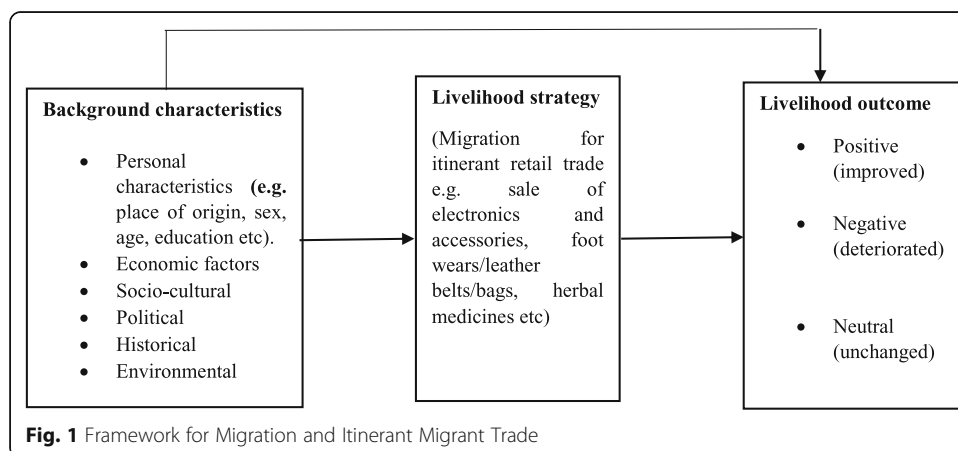 Background characteristics
• Personal
characteristics (e.g.
place of origin, sex,
age, education etc).
• Economic factors
• Socio-cultural
• Political
• Historical
• Environmental
Livelihood strategy
(Migration for
itinerant retail trade
e.g. sale of
electronics and
accessories, foot
wears/leather
belts/bags, herbal
medicines etc)
Livelihood outcome
• Positive
(improved)
• Negative
(deteriorated)
• Neutral
(unchanged)
Fig. 1 Framework for Migration and Itinerant Migrant Trade